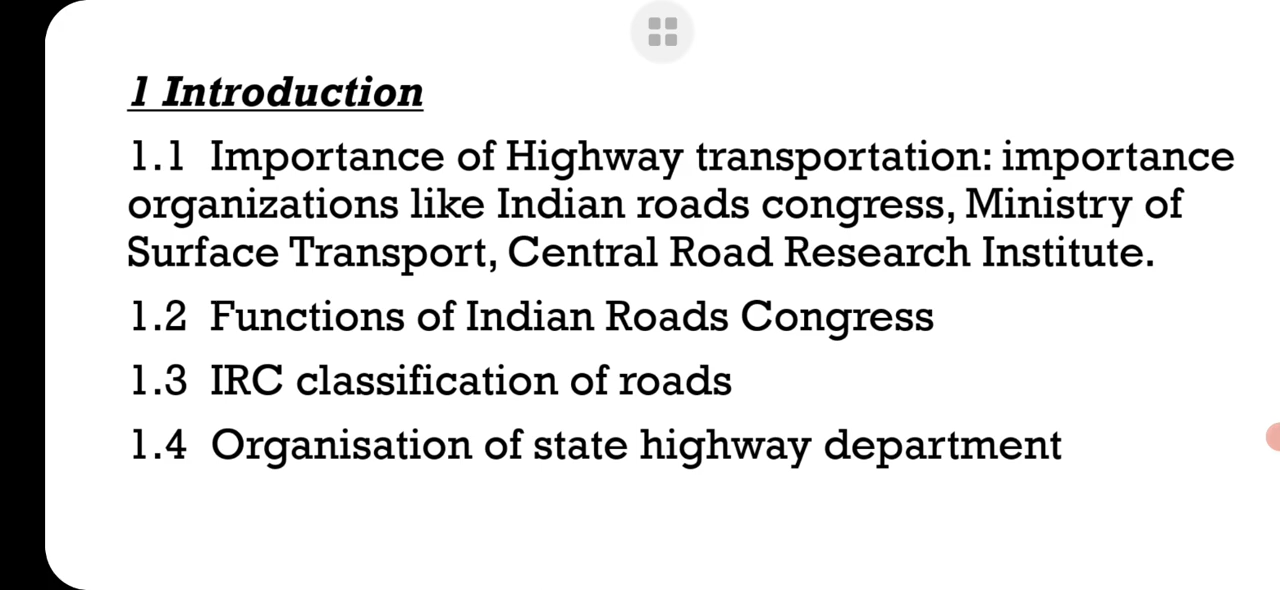 1 Introduction
1.1 Importance of Highway transportation: importance
organizations like Indian roads congress, Ministry of
Surface Transport, Central Road Research Institute.
1.2 Functions of Indian Roads Congress
1.3 IRC classification of roads
1.4 Organisation of state highway department